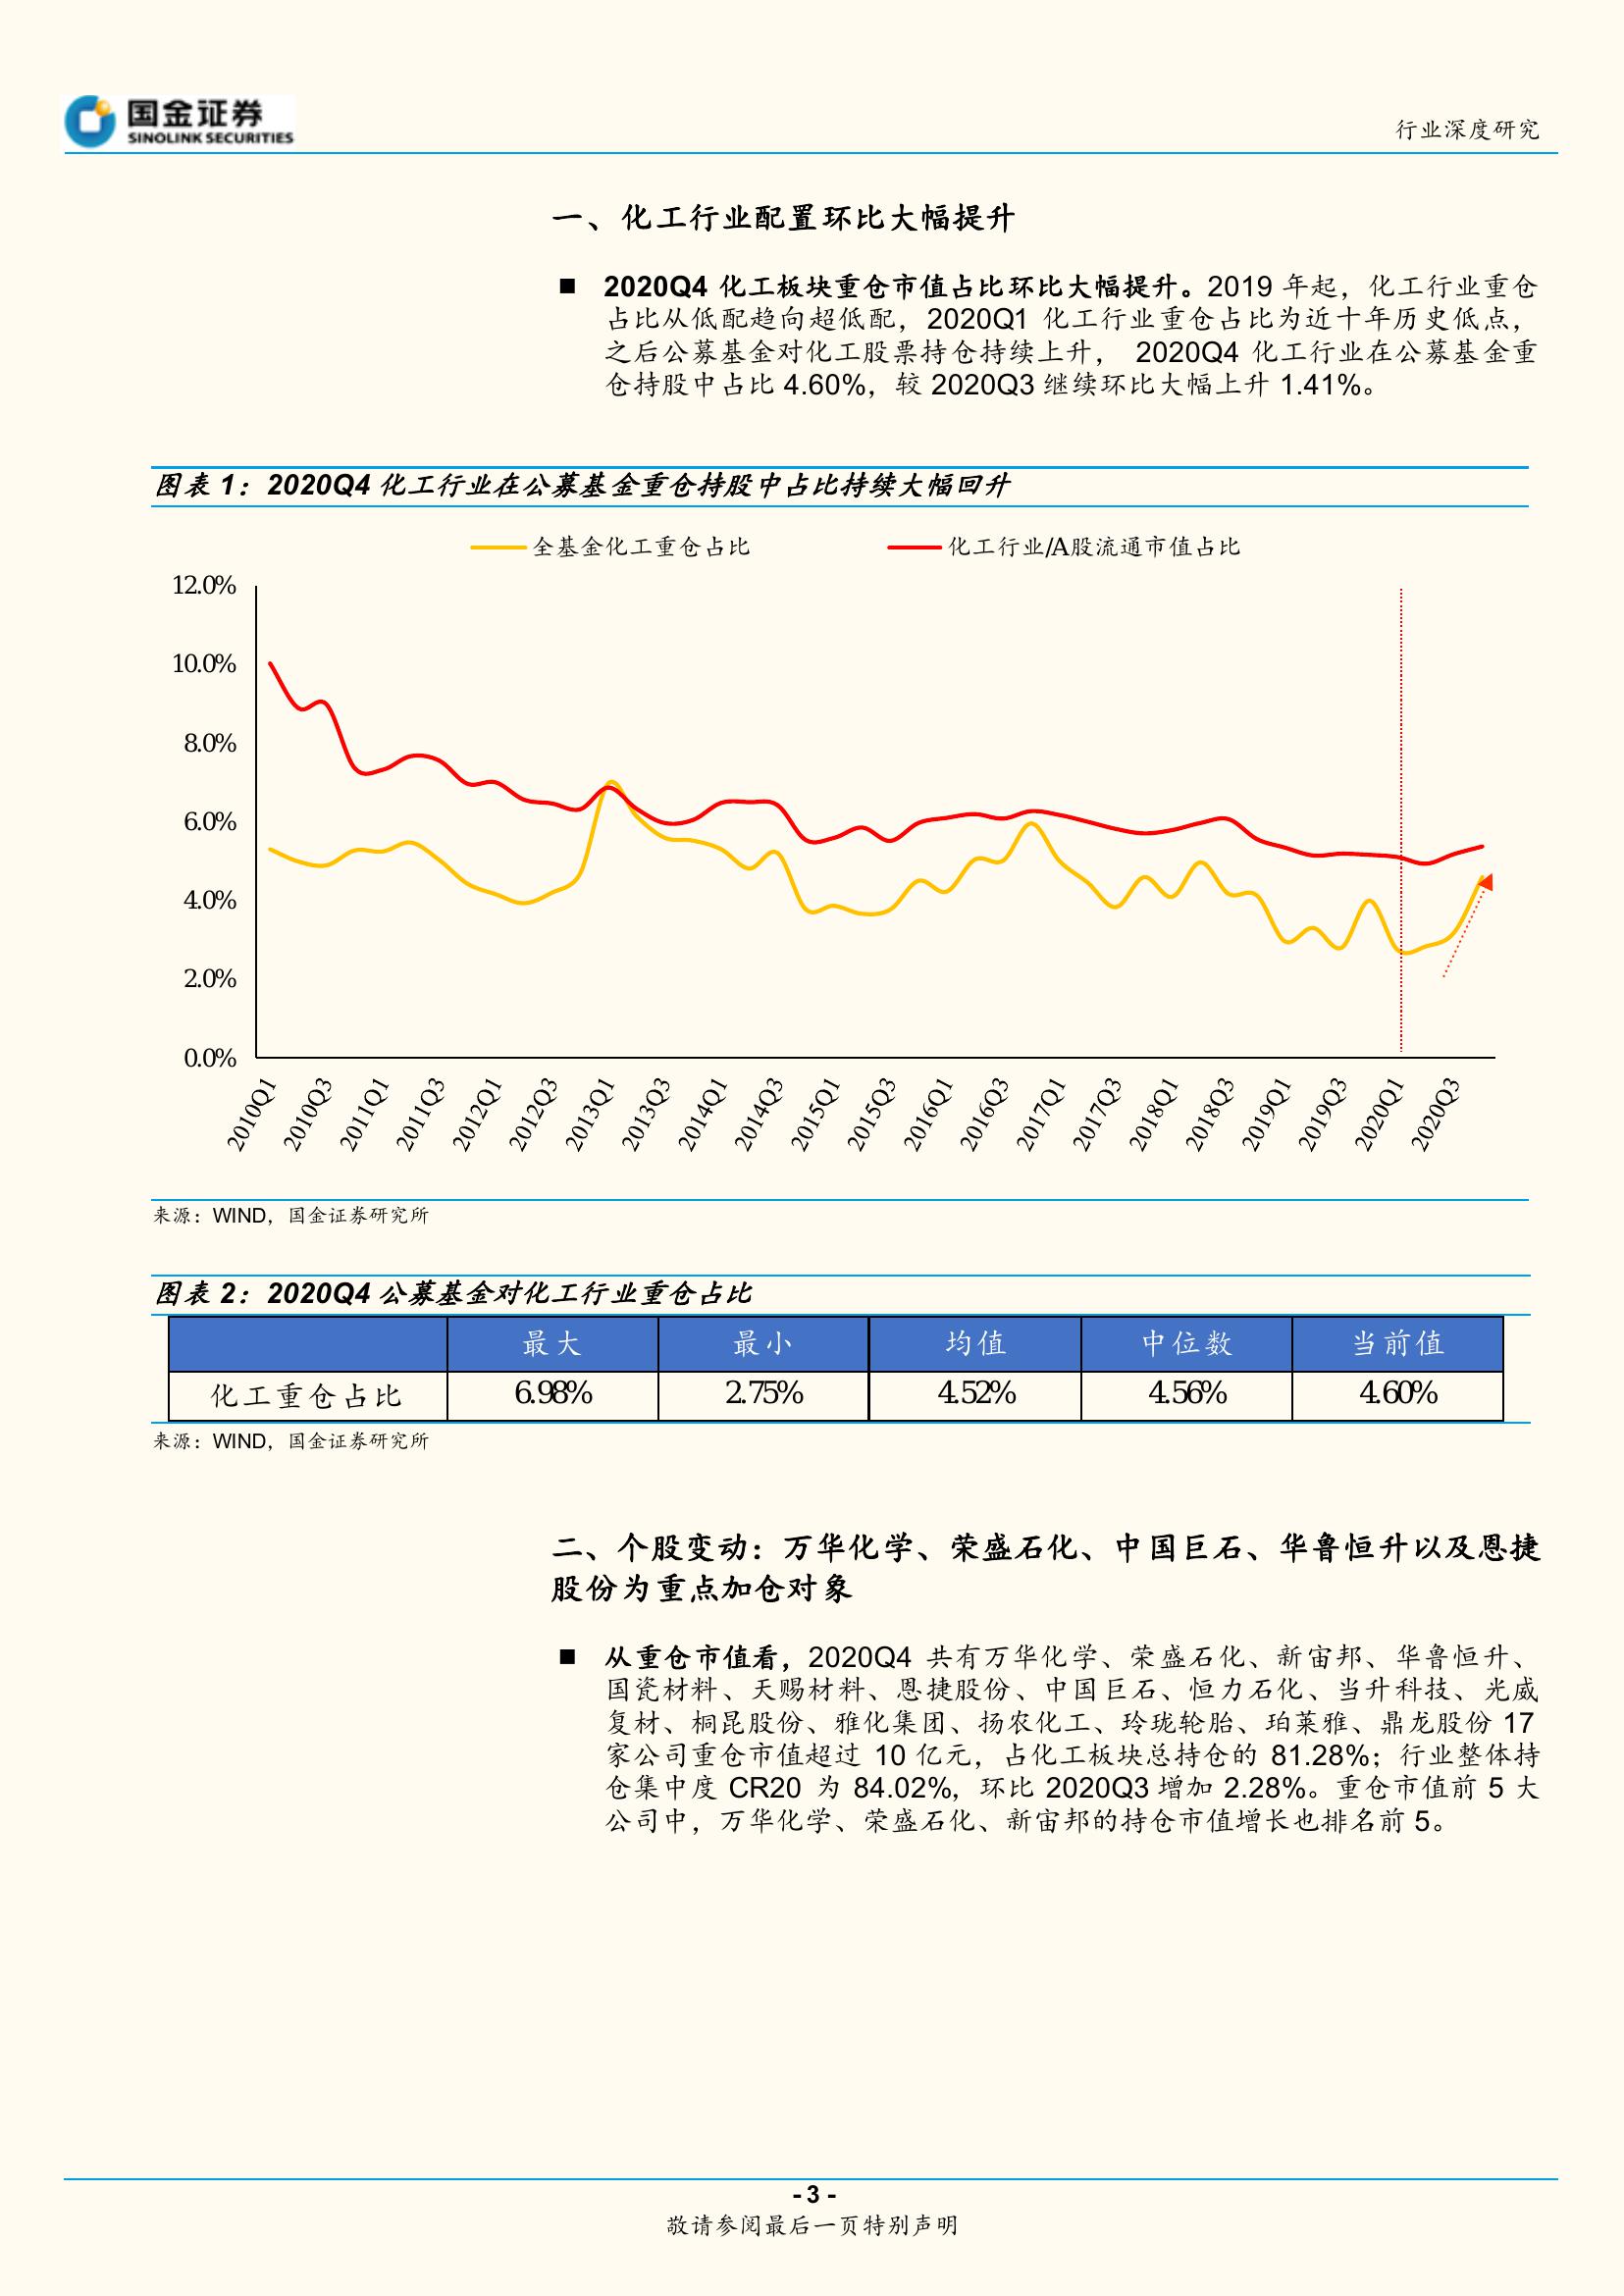 国金证券
SINOLINK SECURITIES
行业深度研究
一、化工行业配置环比大幅提升
■ 2020Q4 化工板块重仓市值占比环比大幅提升。2019 年起，化工行业重仓
占比从低配趋向超低配，2020Q1 化工行业重仓占比为近十年历史低点，
之后公募基金对化工股票持仓持续上升， 2020Q4 化工行业在公募基金重
仓持股中占比 4.60%，较 2020Q3 继续环比大幅上升 1.41%。
图表 1：2020Q4 化工行业在公募基金重仓持股中占比持续大幅回升
全基金化工重仓占比 化工行业/A股流通市值占比
12.0%
10.0%
8.0%
6.0%
4.0%
2.0%
0.0%
2010Q1 2010Q3 2011Q1 2011Q3 2012Q1 2012Q3 2013Q1 2013Q3 2014Q1 2014Q3 2015Q1 2015Q3 2016Q1 2016Q3 2017Q1 2017Q3 2018Q1 2018Q3 2019Q1 2019Q3 2020Q1 2020Q3
来源：WIND，国金证券研究所
图表 2：2020Q4 公募基金对化工行业重仓占比
最大 最小 均值 中位数 当前值
化工重仓占比 6.98% 2.75% 4.52% 4.56% 4.60%
来源：WIND，国金证券研究所
二、个股变动：万华化学、荣盛石化、中国巨石、华鲁恒升以及恩捷
股份为重点加仓对象
■ 从重仓市值看，2020Q4 共有万华化学、荣盛石化、新宙邦、华鲁恒升、
国瓷材料、天赐材料、恩捷股份、中国巨石、恒力石化、当升科技、光威
复材、桐昆股份、雅化集团、扬农化工、玲珑轮胎、珀莱雅、鼎龙股份 17
家公司重仓市值超过 10 亿元，占化工板块总持仓的 81.28%；行业整体持
仓集中度 CR20 为 84.02%，环比 2020Q3 增加 2.28%。重仓市值前 5 大
公司中，万华化学、荣盛石化、新宙邦的持仓市值增长也排名前 5。
- 3 -
敬请参阅最后一页特别声明